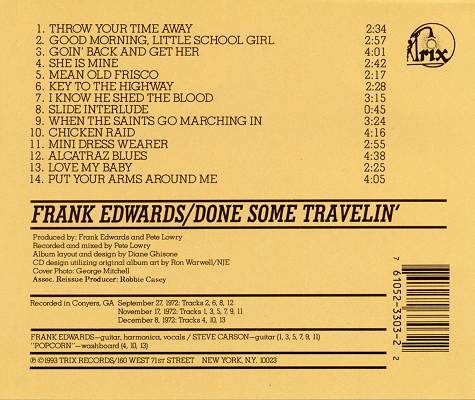 Trix
1. THROW YOUR TIME AWAY 2:34
2. GOOD MORNING, LITTLE SCHOOL GIRL 2:57
3. GOIN' BACK AND GET HER 4:01
4. SHE IS MINE 2:42
5. MEAN OLD FRISCO 2:17
6. KEY TO THE HIGHWAY 2:28
7. I KNOW HE SHED THE BLOOD 3:15
8. SLIDE INTERLUDE 0:45
9. WHEN THE SAINTS GO MARCHING IN 3:24
10. CHICKEN RAID 4:16
11. MINI DRESS WEARER 2:55
12. ALCATRAZ BLUES 4:38
13. LOVE MY BABY 2:25
14. PUT YOUR ARMS AROUND ME 4:05
FRANK EDWARDS/DONE SOME TRAVELIN'
Produced by: Frank Edwards and Pete Lowry
Recorded and mixed by Pete Lowry
Album layout and design by Diane Ghisone
CD design utilizing original album art by Ron Warwell/NJE
Cover Photo: George Mitchell
Assoc. Reissue Producer: Robbie Casey
Recorded in Conyers, GA September 27, 1972: Tracks 2, 6, 8, 12
November 17, 1972: Tracks 1, 3, 5, 7, 9, 11
December 8, 1972: Tracks 4, 10, 13
FRANK EDWARDS—guitar, harmonica, vocals / STEVE CARSON—guitar (1, 3, 5, 7, 9, 11)
"POPCORN"—washboard (4, 10, 13)
℗ © 1993 TRIX RECORDS/160 WEST 71ST STREET NEW YORK, N.Y. 10023
7 61052-3303-2 2